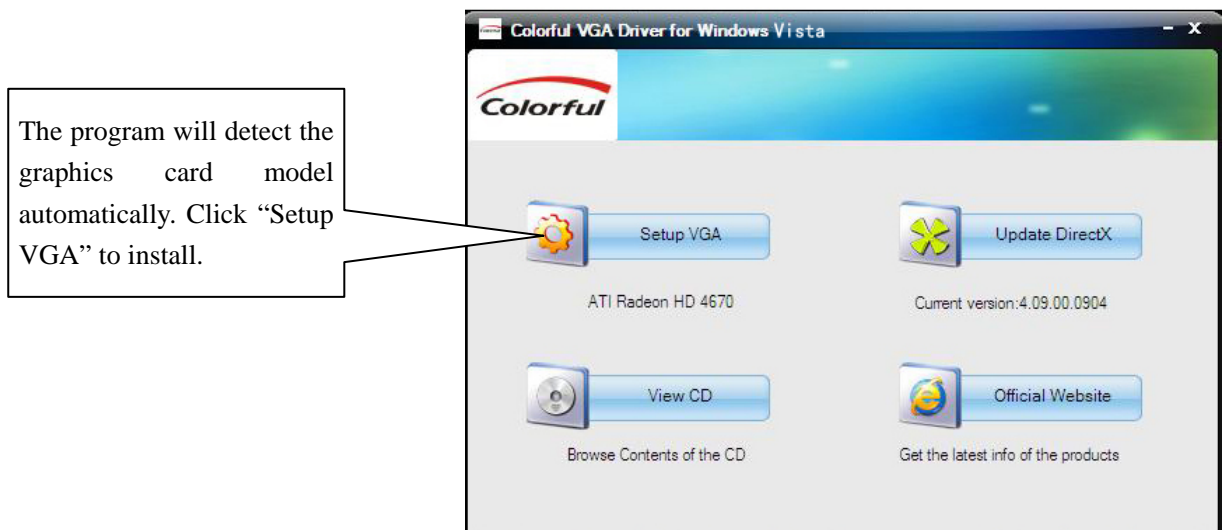 Colorful VGA Driver for Windows Vista
Colorful
The program will detect the
graphics card model
automatically. Click “Setup
VGA” to install.
Setup VGA
Update DirectX
ATI Radeon HD 4670
Current version:4.09.00.0904
View CD
Official Website
Browse Contents of the CD
Get the latest info of the products